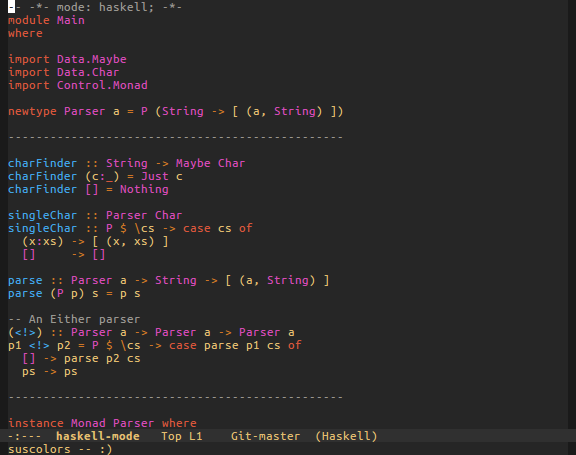 -- -*- mode: haskell; -*-
module Main
where
import Data.Maybe
import Data.Char
import Control.Monad
newtype Parser a = P (String -> [ (a, String) ])
------------------------------------------------
charFinder :: String -> Maybe Char
charFinder (c:_) = Just c
charFinder [] = Nothing
singleChar :: Parser Char
singleChar :: P $ \cs -> case cs of
  (x:xs) -> [ (x, xs) ]
  []     -> []
parse :: Parser a -> String -> [ (a, String) ]
parse (P p) s = p s
-- An Either parser
(<!>) :: Parser a -> Parser a -> Parser a
p1 <!> p2 = P $ \cs -> case parse p1 cs of
  [] -> parse p2 cs
  ps -> ps
------------------------------------------------
instance Monad Parser where
-:---  haskell-mode   Top L1    Git-master  (Haskell)
suscolors -- :)